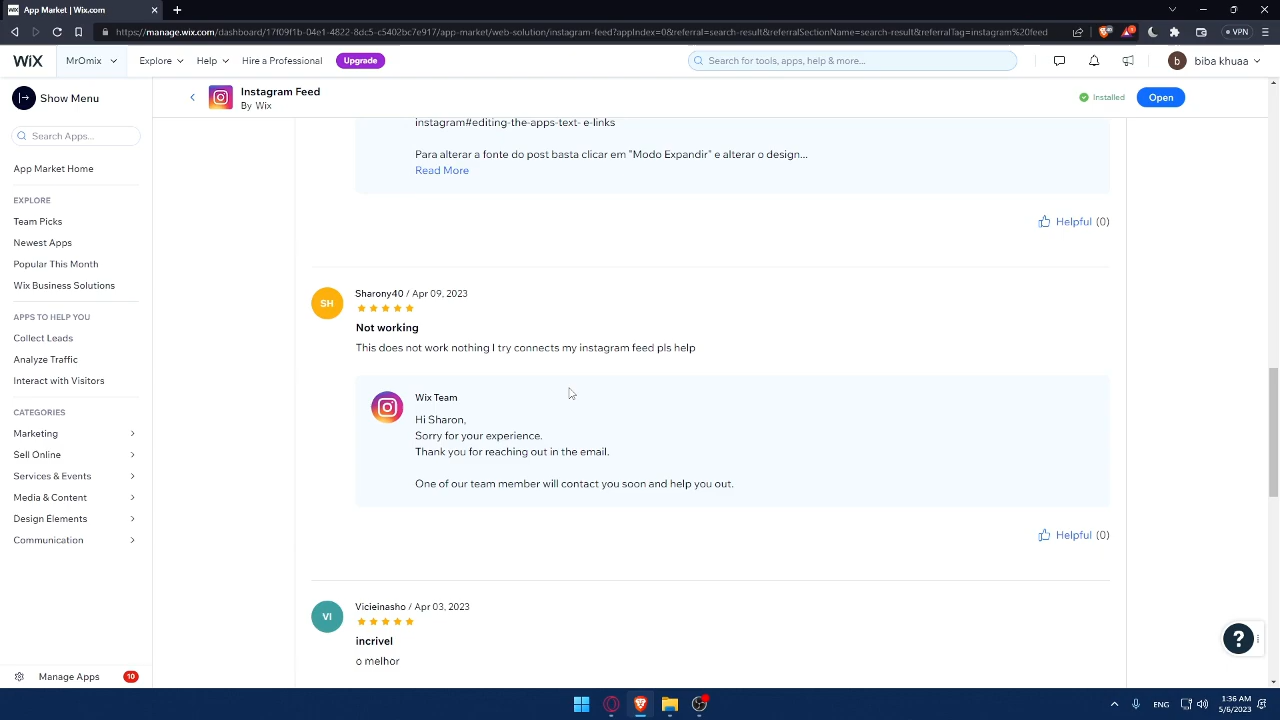 App Market | Wix.com
https://manage.wix.com/dashboard/17f09f1b-04e1-4822-8dc5-c5402bc7e917/app-market/web-solution/instagram-feed?appIndex=0&referral=search-result&referralSectionName=search-result&referralTag=instagram%20feed
VPN
WiX
MrOmix
Explore
Help
Hire a Professional
Upgrade
Search for tools, apps, help & more...
b
biba khuaa
Show Menu
Instagram Feed
By Wix
Installed
Open
Search Apps...
App Market Home
EXPLORE
Team Picks
Newest Apps
Popular This Month
Wix Business Solutions
APPS TO HELP YOU
Collect Leads
Analyze Traffic
Interact with Visitors
CATEGORIES
Marketing
Sell Online
Services & Events
Media & Content
Design Elements
Communication
Manage Apps
10
instagram#editing-the-apps-text- e-links
Para alterar a fonte do post basta clicar em "Modo Expandir" e alterar o design...
Read More
Helpful (0)
SH
Sharony40 / Apr 09, 2023
Not working
This does not work nothing I try connects my instagram feed pls help
Wix Team
Hi Sharon,
Sorry for your experience.
Thank you for reaching out in the email.
One of our team member will contact you soon and help you out.
Helpful (0)
VI
Vicieinasho / Apr 03, 2023
incrivel
o melhor
?
ENG
1:36 AM
5/6/2023